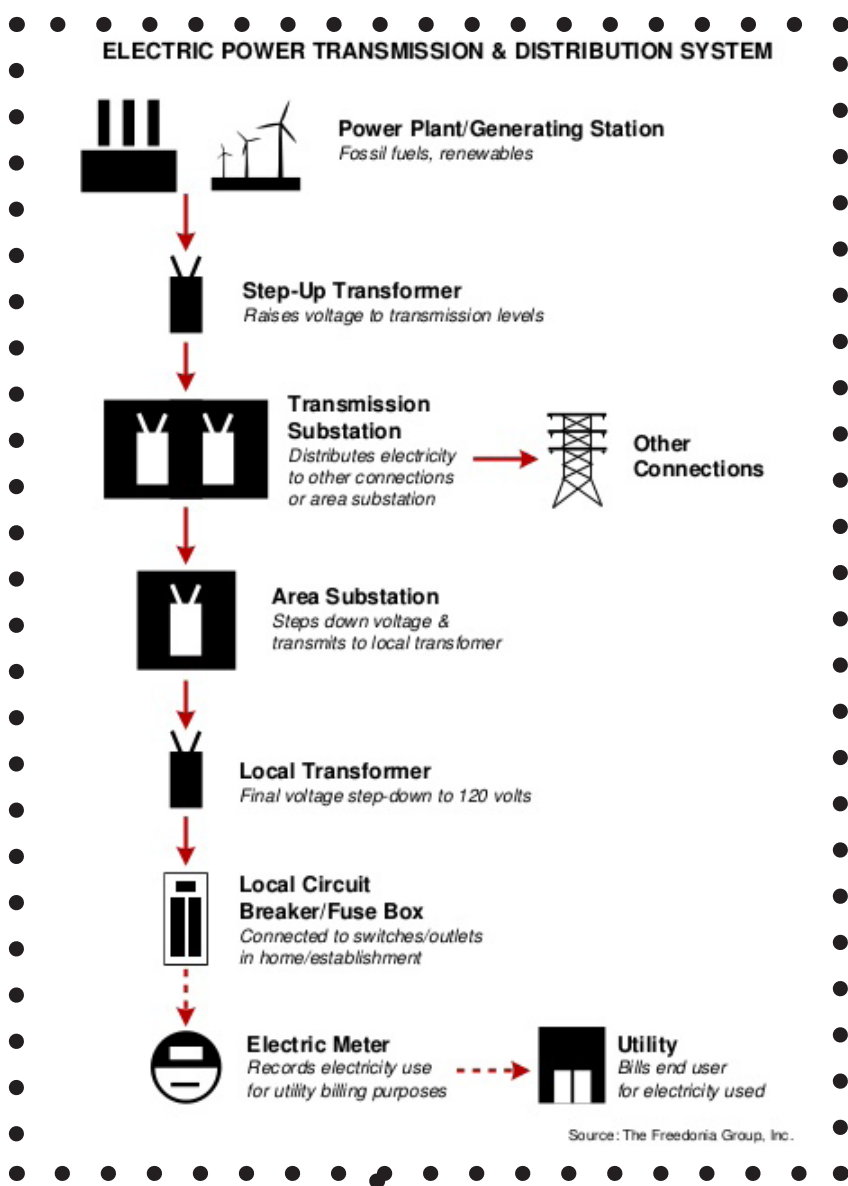 ELECTRIC POWER TRANSMISSION & DISTRIBUTION SYSTEM
Power Plant/Generating Station
Fossil fuels, renewables
Step-Up Transformer
Raises voltage to transmission levels
Transmission
Substation
Distributes electricity
to other connections
or area substation
Other
Connections
Area Substation
Steps down voltage &
transmits to local transfomer
Local Transformer
Final voltage step-down to 120 volts
Local Circuit
Breaker/Fuse Box
Connected to switches/outlets
in home/establishment
Electric Meter
Records electricity use
for utility billing purposes
Utility
Bills end user
for electricity used
Source: The Freedonia Group, Inc.